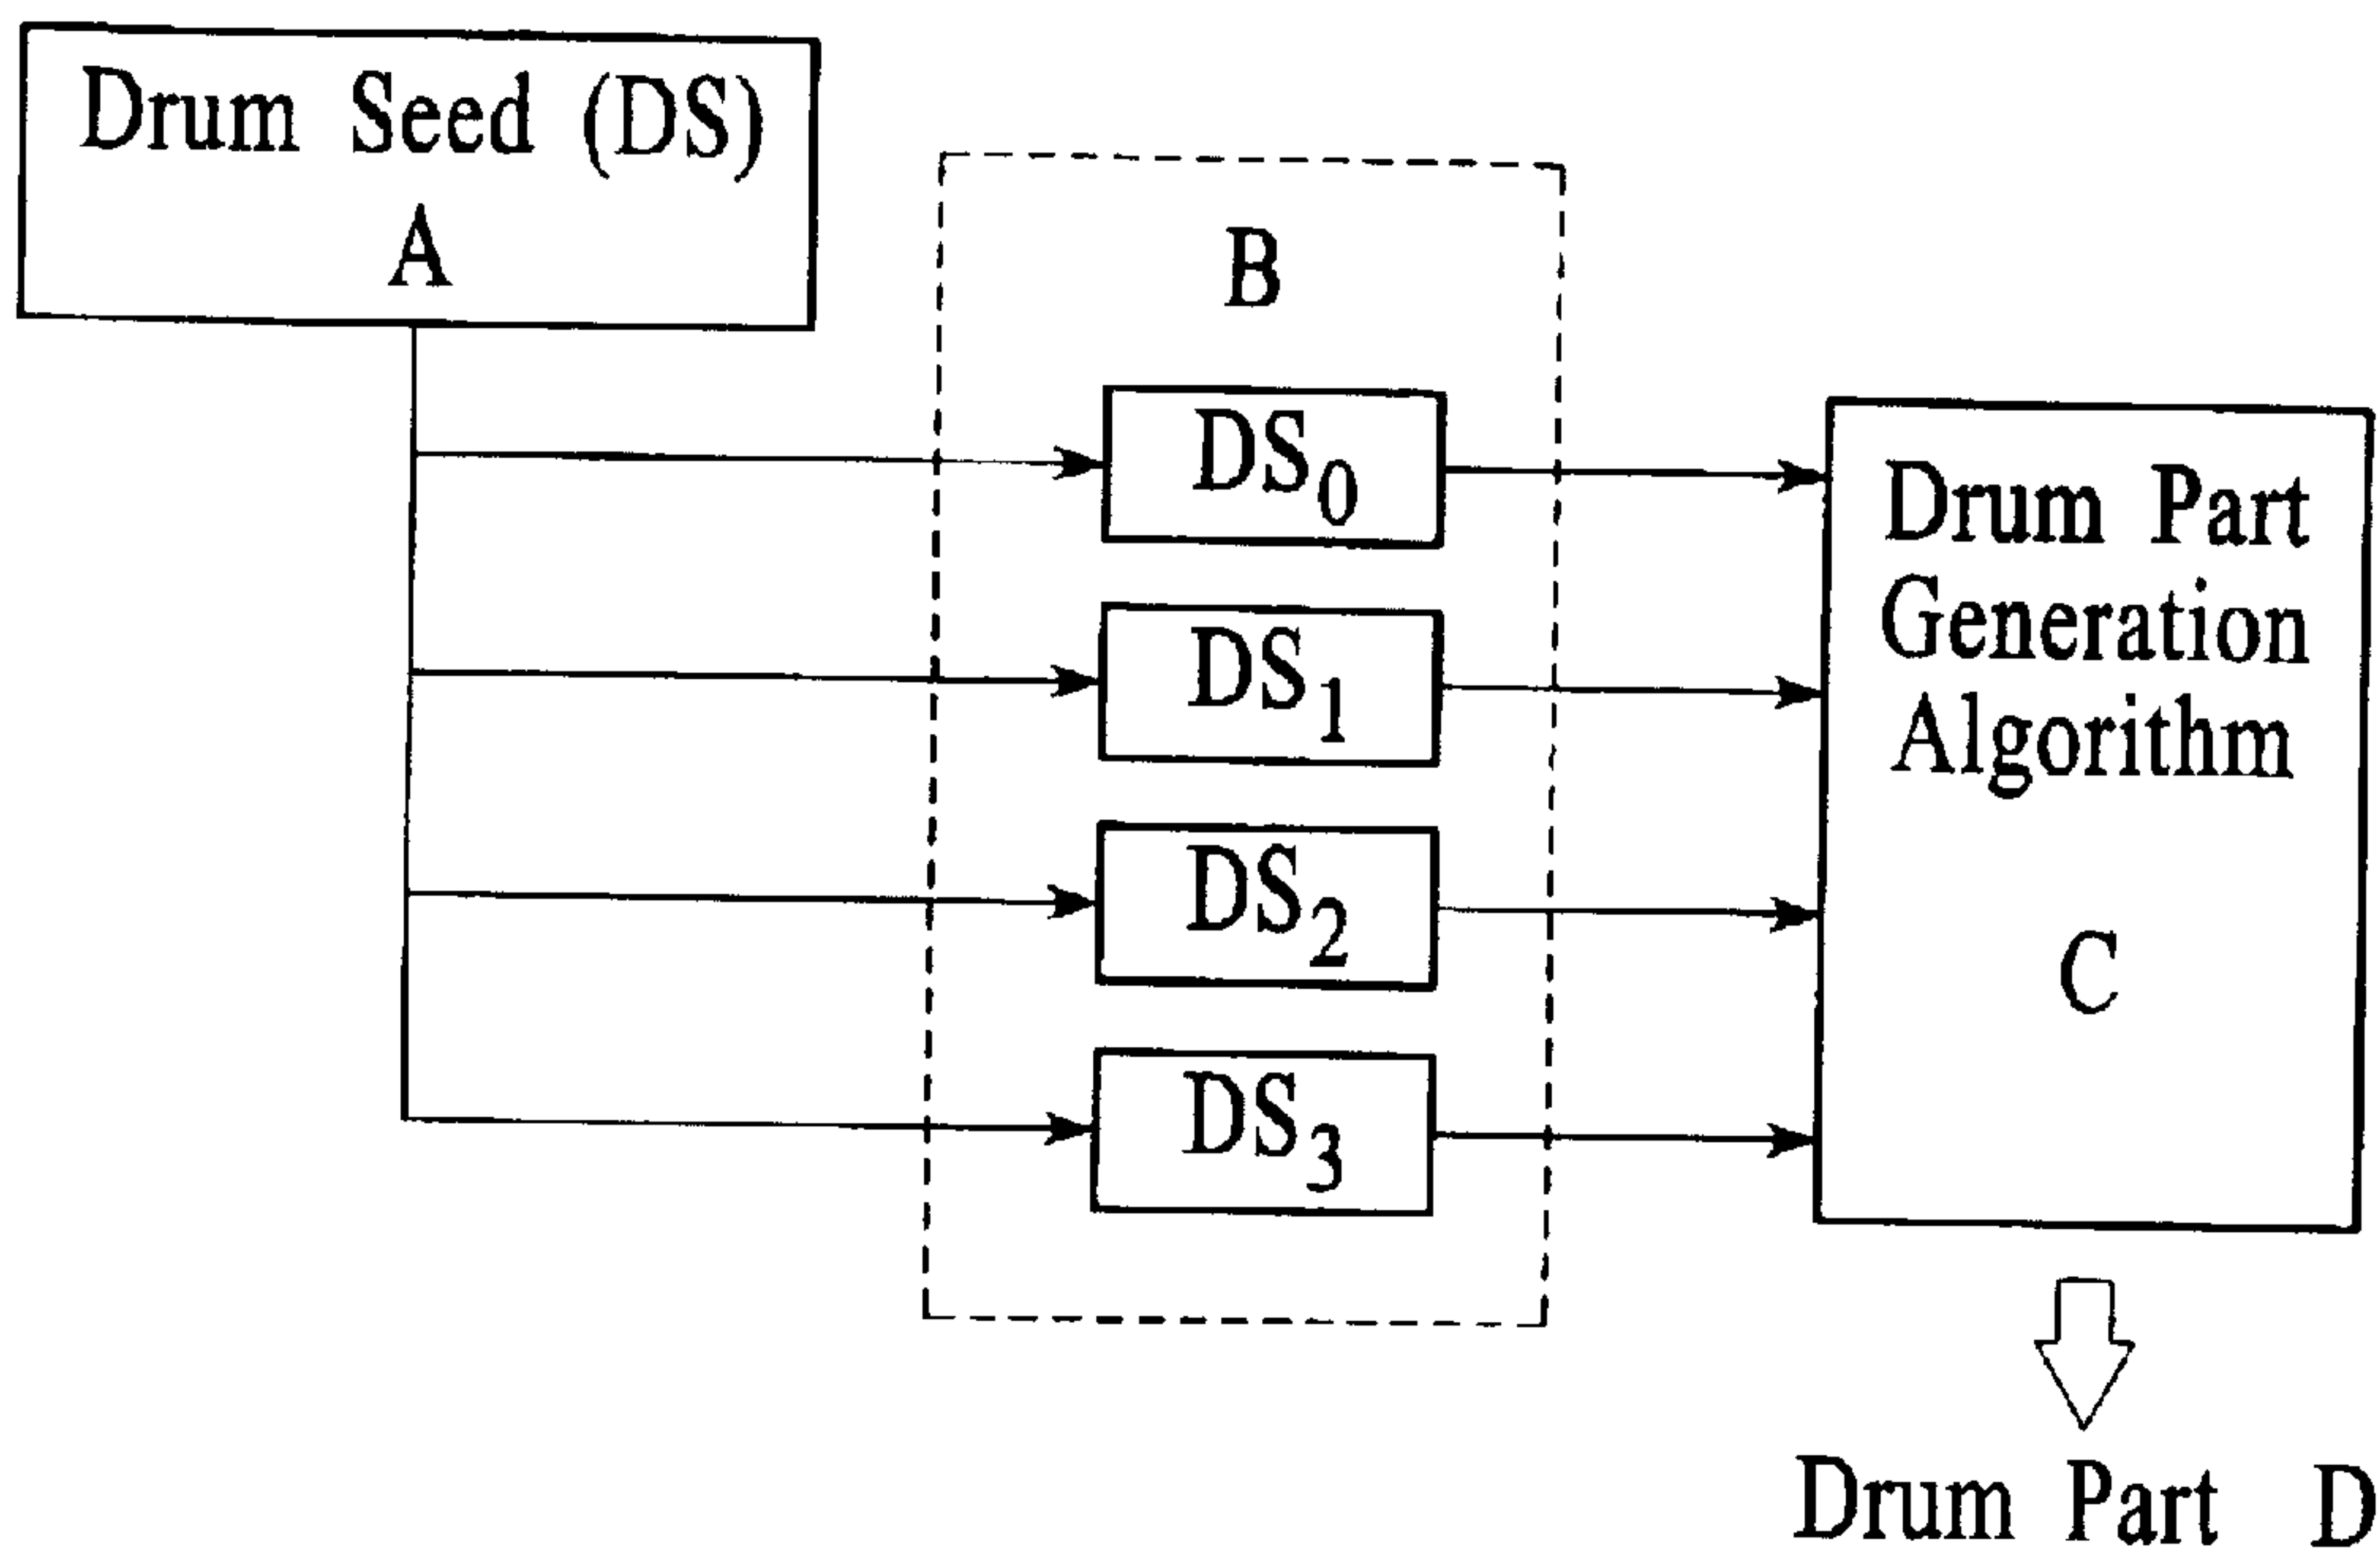 Drum Seed (DS)
A
B
DS0
DS1
DS2
DS3
Drum Part
Generation
Algorithm
C
Drum Part D